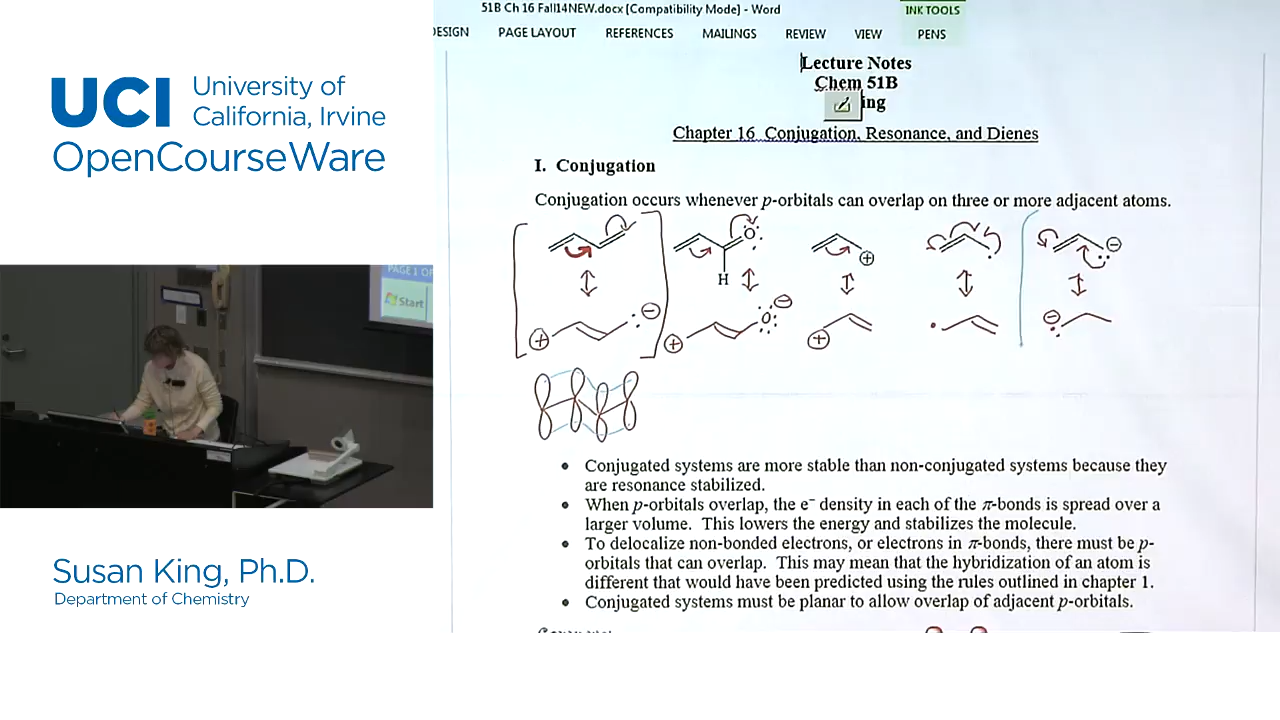 UCI University of California, Irvine
OpenCourseWare
PAGE 1 OF
Start
Susan King, Ph.D.
Department of Chemistry
51B Ch 16 Fall14NEW.docx [Compatibility Mode] - Word
INK TOOLS
DESIGN PAGE LAYOUT REFERENCES MAILINGS REVIEW VIEW PENS
Lecture Notes
Chem 51B
ing
Chapter 16 Conjugation, Resonance, and Dienes
I. Conjugation
Conjugation occurs whenever p-orbitals can overlap on three or more adjacent atoms.
O
H
O
• Conjugated systems are more stable than non-conjugated systems because they
are resonance stabilized.
• When p-orbitals overlap, the e⁻ density in each of the π-bonds is spread over a
larger volume. This lowers the energy and stabilizes the molecule.
• To delocalize non-bonded electrons, or electrons in π-bonds, there must be p-
orbitals that can overlap. This may mean that the hybridization of an atom is
different that would have been predicted using the rules outlined in chapter 1.
• Conjugated systems must be planar to allow overlap of adjacent p-orbitals.